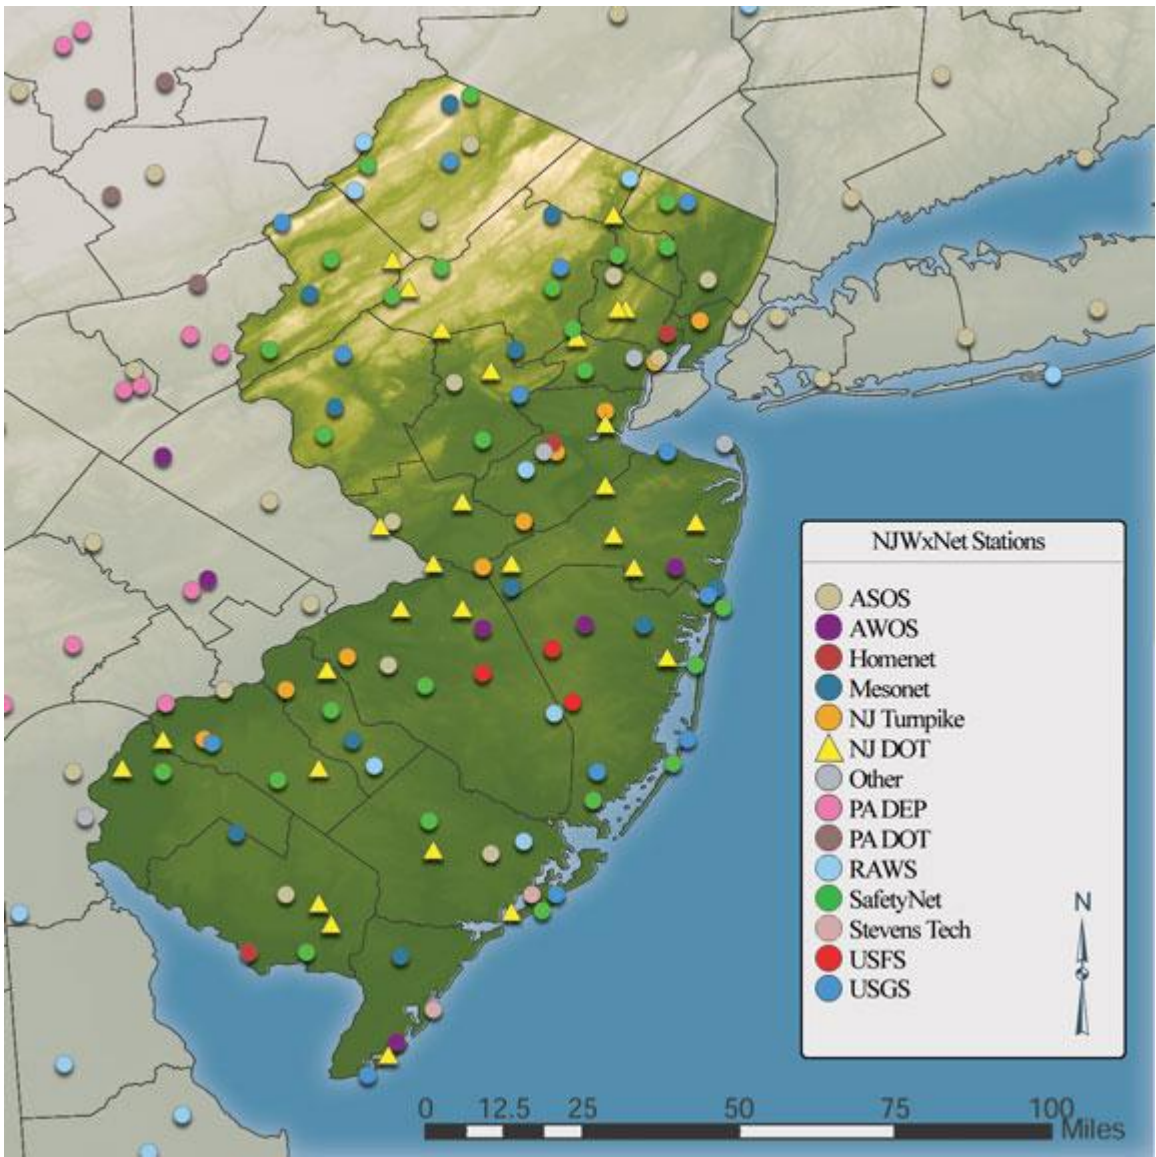 NJWxNet Stations
ASOS
AWOS
Homenet
Mesonet
NJ Turnpike
NJ DOT
Other
PA DEP
PA DOT
RAWS
SafetyNet
Stevens Tech
USFS
USGS
N
0 12.5 25 50 75 100
Miles